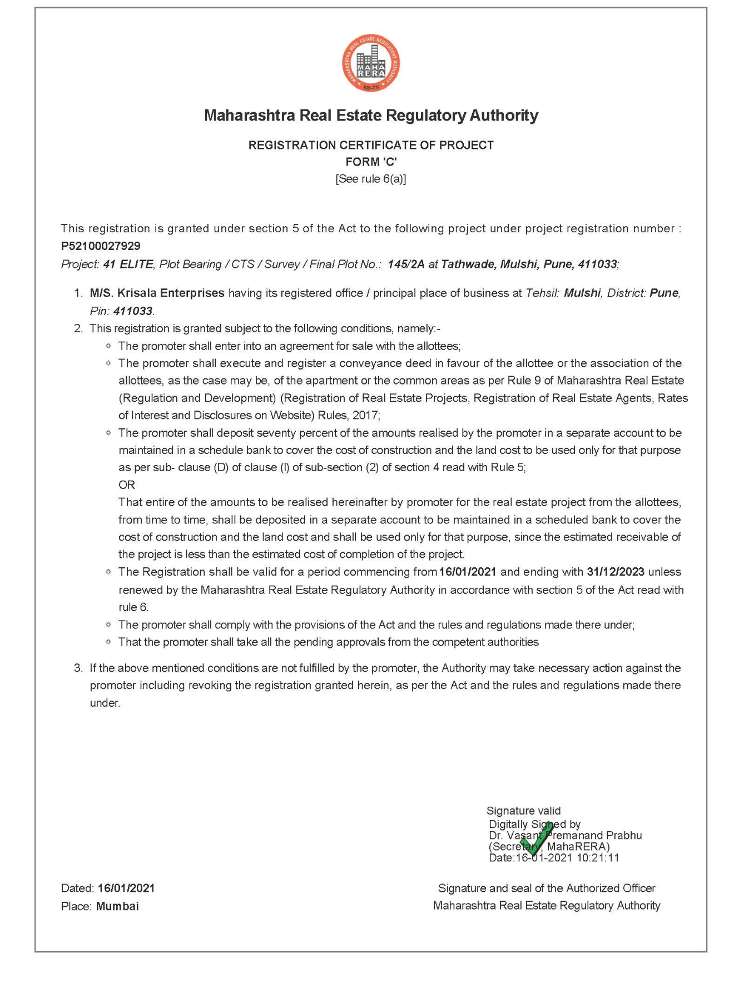 MAHARASHTRA REAL ESTATE REGULATORY AUTHORITY
MAHA
RERA
महा-रेरा
Maharashtra Real Estate Regulatory Authority
REGISTRATION CERTIFICATE OF PROJECT
FORM 'C'
[See rule 6(a)]
This registration is granted under section 5 of the Act to the following project under project registration number :
P52100027929
Project: 41 ELITE, Plot Bearing / CTS / Survey / Final Plot No.: 145/2A at Tathwade, Mulshi, Pune, 411033;
1. M/S. Krisala Enterprises having its registered office / principal place of business at Tehsil: Mulshi, District: Pune,
Pin: 411033.
2. This registration is granted subject to the following conditions, namely:-
The promoter shall enter into an agreement for sale with the allottees;
The promoter shall execute and register a conveyance deed in favour of the allottee or the association of the
allottees, as the case may be, of the apartment or the common areas as per Rule 9 of Maharashtra Real Estate
(Regulation and Development) (Registration of Real Estate Projects, Registration of Real Estate Agents, Rates
of Interest and Disclosures on Website) Rules, 2017;
The promoter shall deposit seventy percent of the amounts realised by the promoter in a separate account to be
maintained in a schedule bank to cover the cost of construction and the land cost to be used only for that purpose
as per sub- clause (D) of clause (l) of sub-section (2) of section 4 read with Rule 5;
OR
That entire of the amounts to be realised hereinafter by promoter for the real estate project from the allottees,
from time to time, shall be deposited in a separate account to be maintained in a scheduled bank to cover the
cost of construction and the land cost and shall be used only for that purpose, since the estimated receivable of
the project is less than the estimated cost of completion of the project.
The Registration shall be valid for a period commencing from 16/01/2021 and ending with 31/12/2023 unless
renewed by the Maharashtra Real Estate Regulatory Authority in accordance with section 5 of the Act read with
rule 6.
The promoter shall comply with the provisions of the Act and the rules and regulations made there under;
That the promoter shall take all the pending approvals from the competent authorities
3. If the above mentioned conditions are not fulfilled by the promoter, the Authority may take necessary action against the
promoter including revoking the registration granted herein, as per the Act and the rules and regulations made there
under.
Signature valid
Digitally Signed by
Dr. Vasant Premanand Prabhu
(Secretary, MahaRERA)
Date:16-01-2021 10:21:11
Dated: 16/01/2021
Signature and seal of the Authorized Officer
Place: Mumbai
Maharashtra Real Estate Regulatory Authority